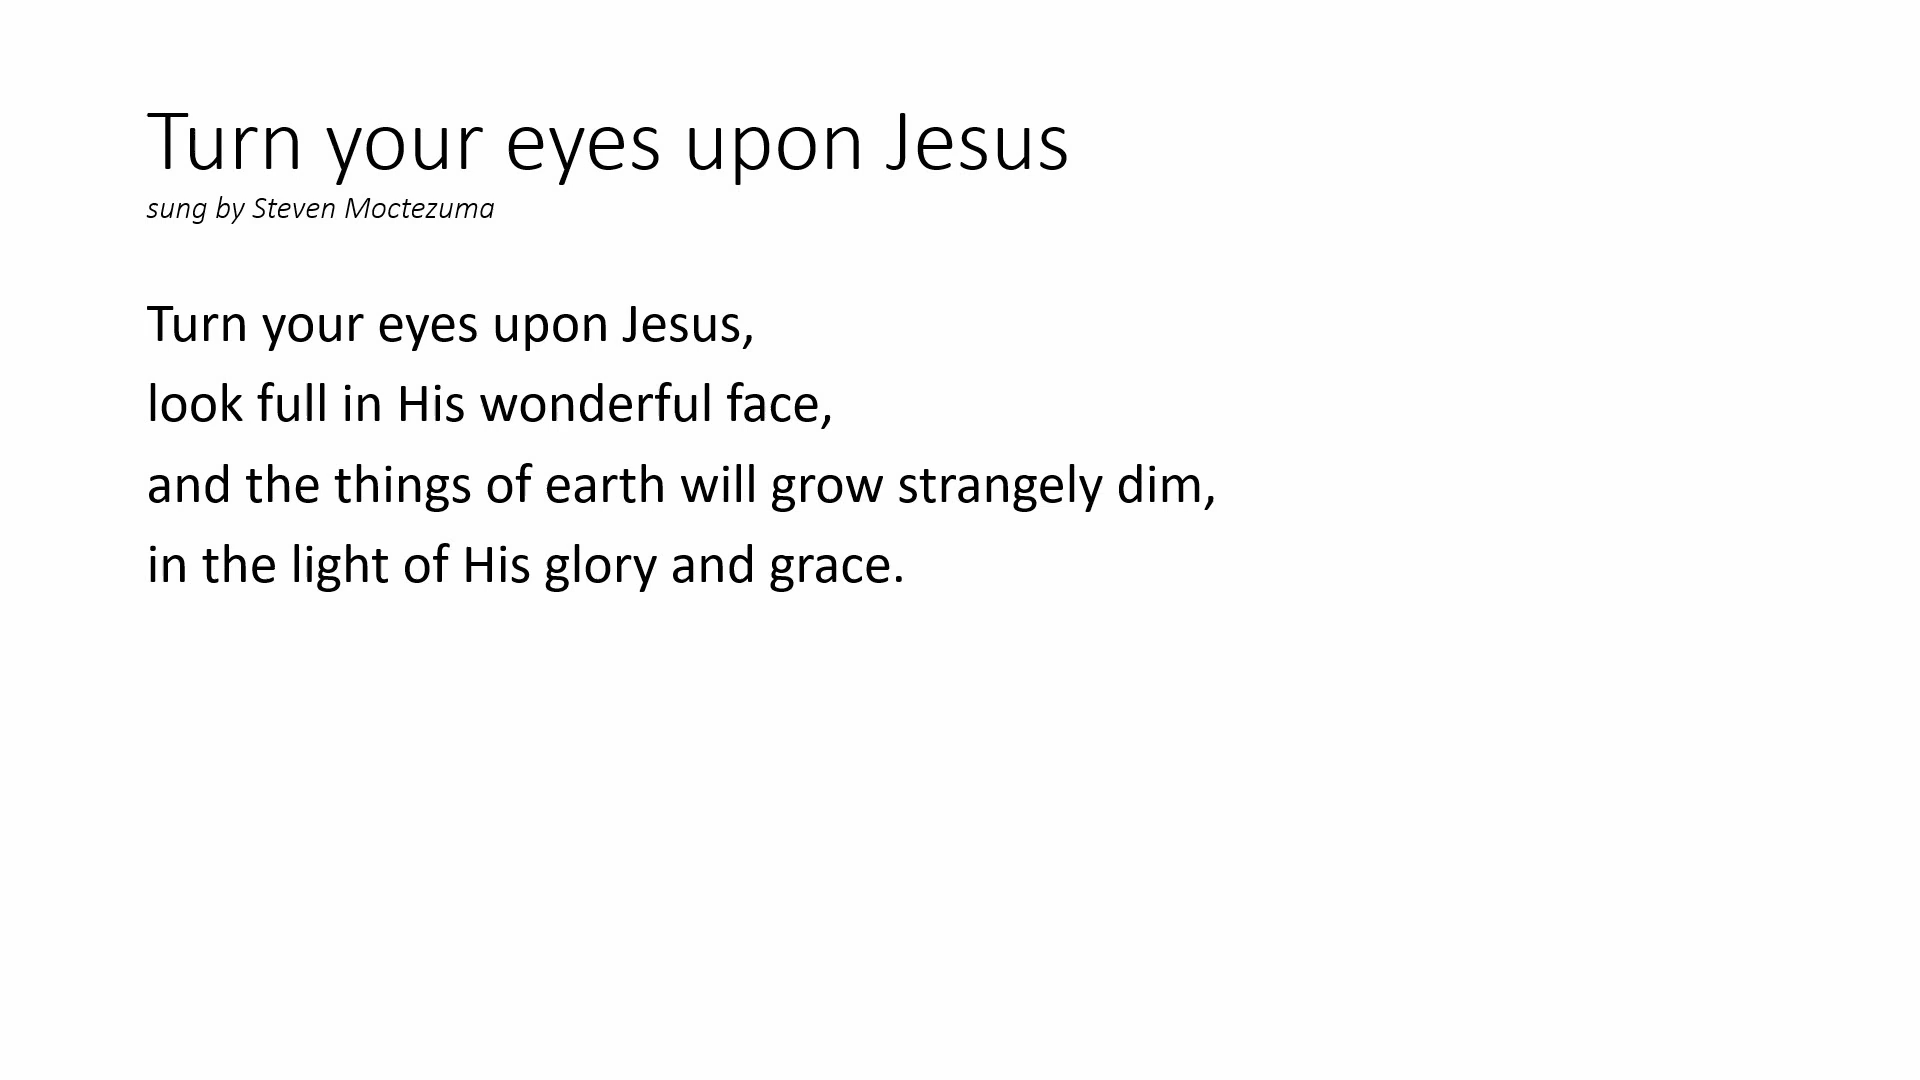 Turn your eyes upon Jesus
sung by Steven Moctezuma
Turn your eyes upon Jesus,
look full in His wonderful face,
and the things of earth will grow strangely dim,
in the light of His glory and grace.